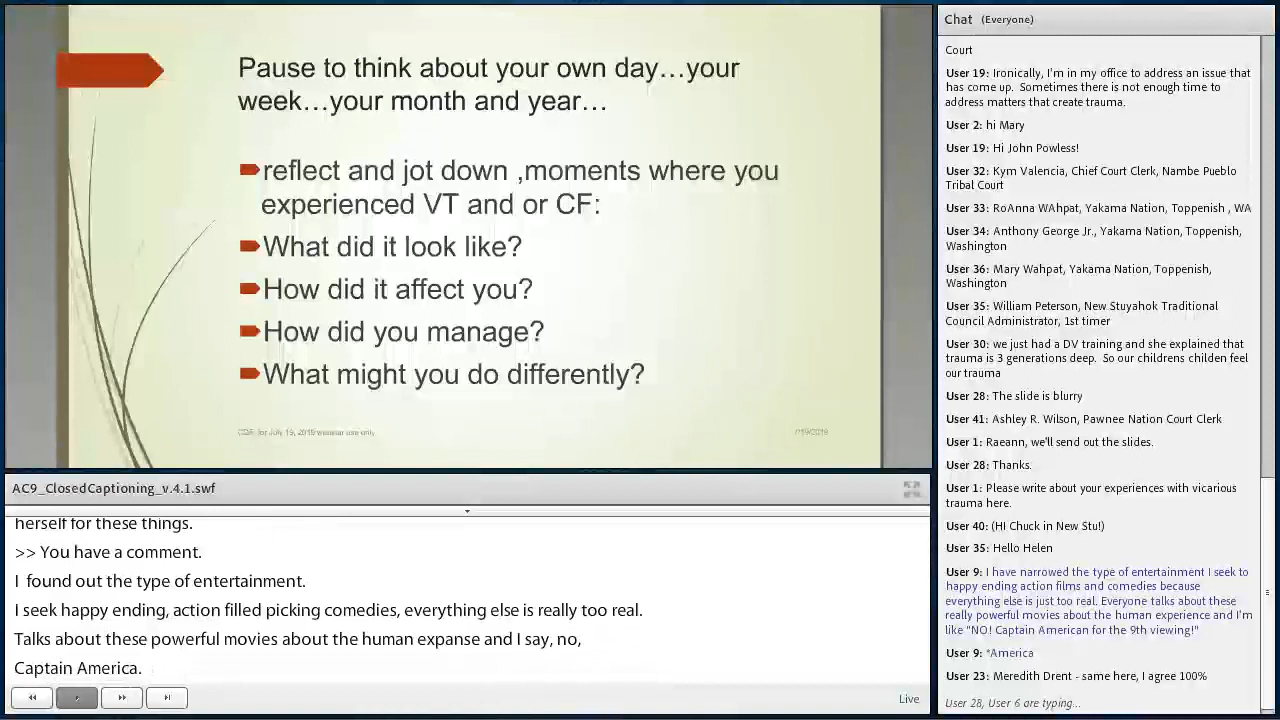 Pause to think about your own day…your
week…your month and year…
reflect and jot down ,moments where you
experienced VT and or CF:
What did it look like?
How did it affect you?
How did you manage?
What might you do differently?
for July 19, 2019 webinar use only
7/19/2019
AC9_ClosedCaptioning_v.4.1.swf
herself for these things.
>> You have a comment.
I found out the type of entertainment.
I seek happy ending, action filled picking comedies, everything else is really too real.
Talks about these powerful movies about the human expanse and I say, no,
Captain America.
Live
Chat (Everyone)
Court
User 19: Ironically, I'm in my office to address an issue that
has come up. Sometimes there is not enough time to
address matters that create trauma.
User 2: hi Mary
User 19: Hi John Powless!
User 32: Kym Valencia, Chief Court Clerk, Nambe Pueblo
Tribal Court
User 33: RoAnna WAhpat, Yakama Nation, Toppenish , WA
User 34: Anthony George Jr., Yakama Nation, Toppenish,
Washington
User 36: Mary Wahpat, Yakama Nation, Toppenish,
Washington
User 35: William Peterson, New Stuyahok Traditional
Council Administrator, 1st timer
User 30: we just had a DV training and she explained that
trauma is 3 generations deep. So our childrens childen feel
our trauma
User 28: The slide is blurry
User 41: Ashley R. Wilson, Pawnee Nation Court Clerk
User 1: Raeann, we'll send out the slides.
User 28: Thanks.
User 1: Please write about your experiences with vicarious
trauma here.
User 40: (HI Chuck in New Stu!)
User 35: Hello Helen
User 9: I have narrowed the type of entertainment I seek to
happy ending action films and comedies because
everything else is just too real. Everyone talks about these
really powerful movies about the human experience and I'm
like "NO! Captain American for the 9th viewing!"
User 9: *America
User 23: Meredith Drent - same here, I agree 100%
User 28, User 6 are typing...